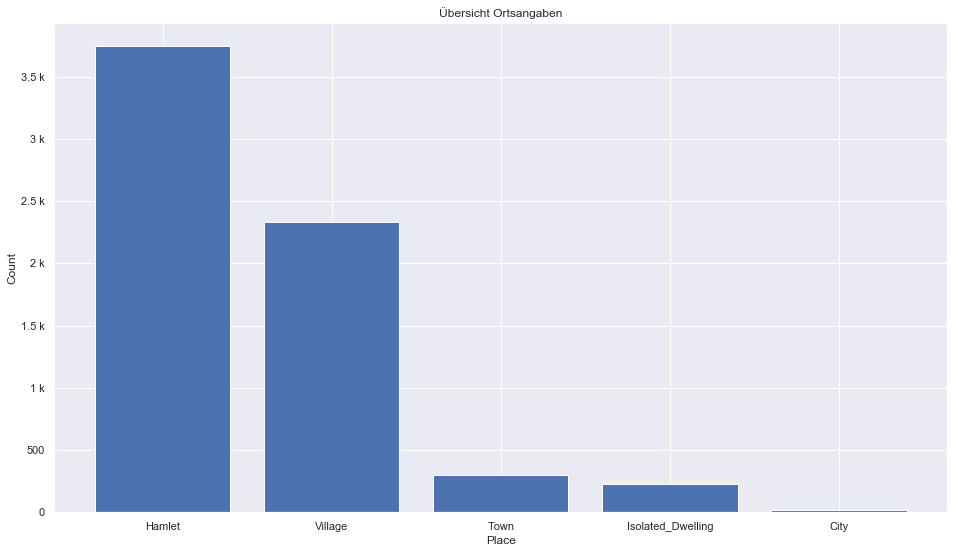 Übersicht Ortsangaben
3.5 k
3 k
2.5 k
2 k
1.5 k
1 k
500
0
Count
Hamlet Village Town Isolated_Dwelling City
Place